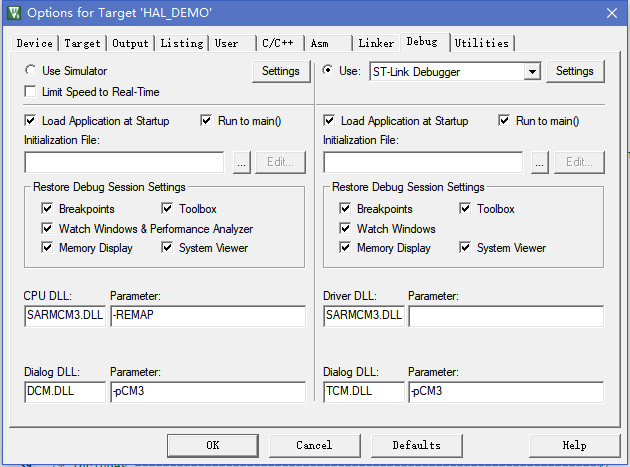 Options for Target 'HAL_DEMO'
Device Target Output Listing User C/C++ Asm Linker Debug Utilities
Use Simulator Settings
Limit Speed to Real-Time
Load Application at Startup Run to main()
Initialization File:
... Edit...
Restore Debug Session Settings
Breakpoints Toolbox
Watch Windows & Performance Analyzer
Memory Display System Viewer
CPU DLL: Parameter:
SARMCM3.DLL -REMAP
Dialog DLL: Parameter:
DCM.DLL -pCM3
Use: ST-Link Debugger Settings
Load Application at Startup Run to main()
Initialization File:
... Edit...
Restore Debug Session Settings
Breakpoints Toolbox
Watch Windows
Memory Display System Viewer
Driver DLL: Parameter:
SARMCM3.DLL
Dialog DLL: Parameter:
TCM.DLL -pCM3
OK Cancel Defaults Help